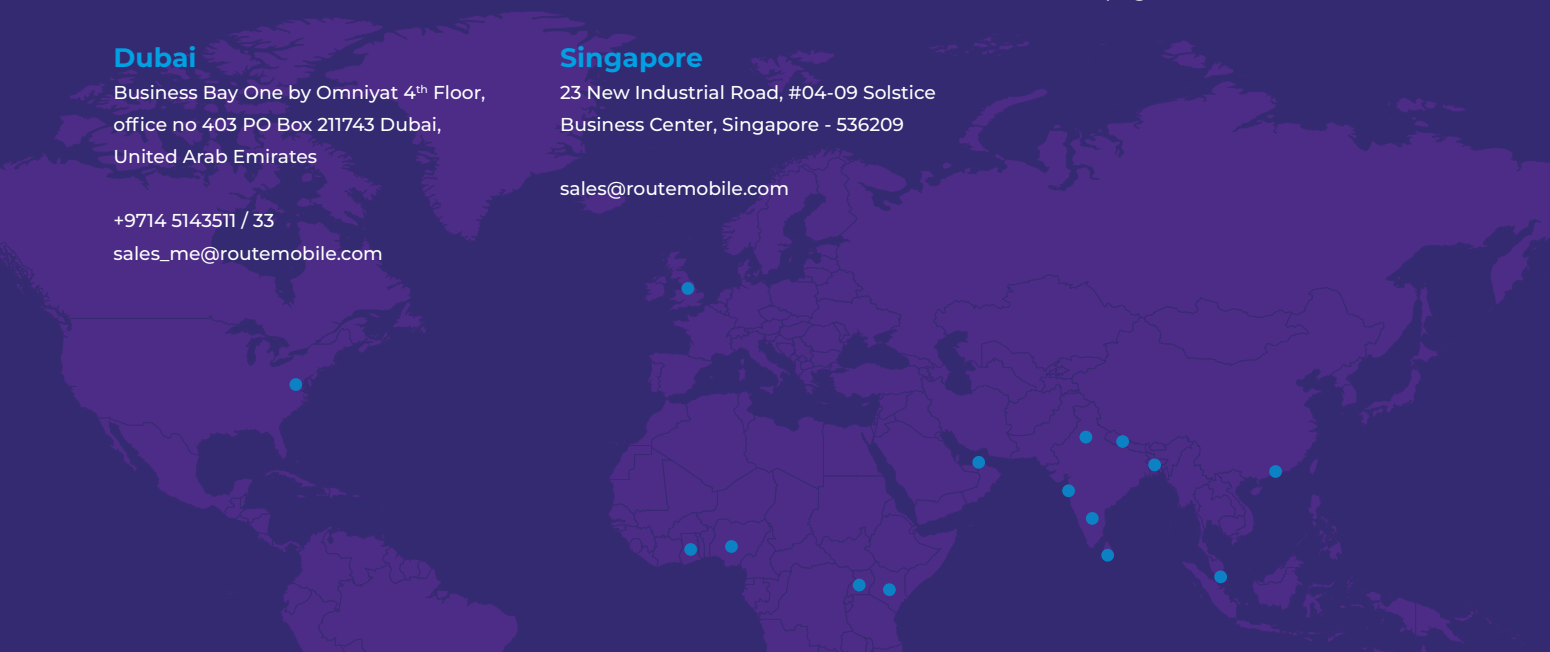 Dubai
Business Bay One by Omniyat 4th Floor,
office no 403 PO Box 211743 Dubai,
United Arab Emirates
+9714 5143511 / 33
sales_me@routemobile.com
Singapore
23 New Industrial Road, #04-09 Solstice
Business Center, Singapore - 536209
sales@routemobile.com